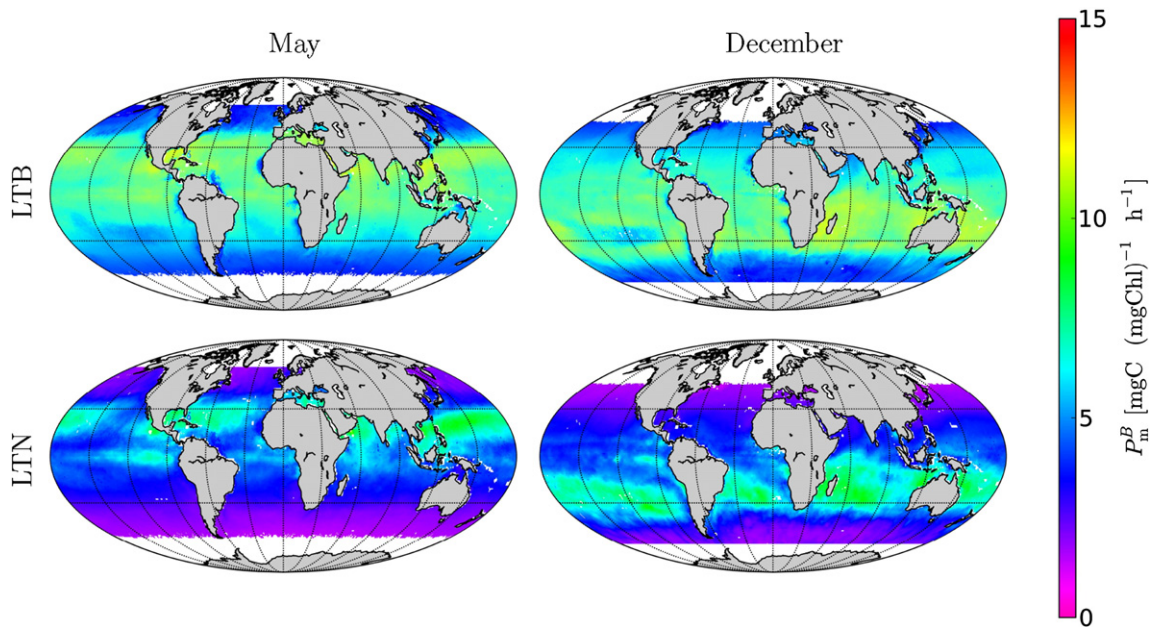 May
December
LTB
LTN
15
10
5
0
P_m^B [mgC (mgChl)^{-1} h^{-1}]